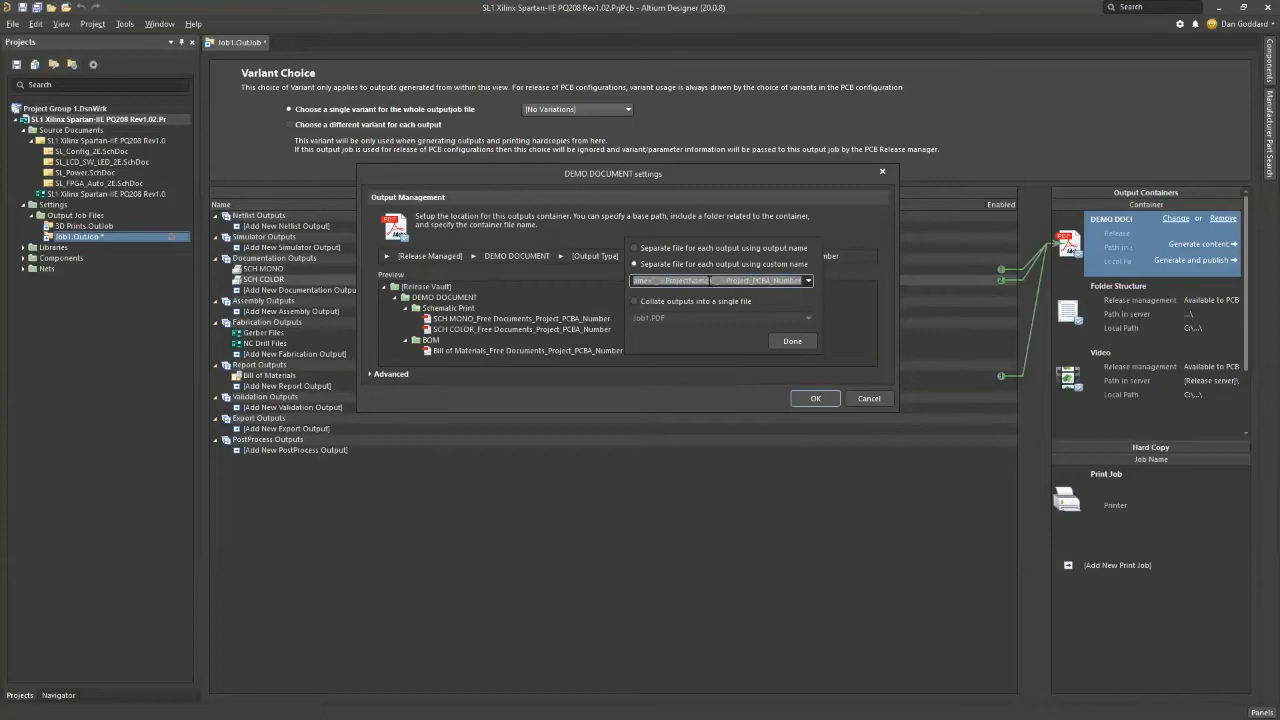 SL1 Xilinx Spartan-IIE PQ208 Rev1.02.PrjPcb - Altium Designer (20.0.8)
Search
File
Edit
View
Project
Tools
Window
Help
Dan Goddard
Projects
Job1.OutJob *
Search
Project Group 1.DsnWrk
SL1 Xilinx Spartan-IIE PQ208 Rev1.02.Pr
Source Documents
SL1 Xilinx Spartan-IIE PQ208 Rev1.0
SL_Config_2E.SchDoc
SL_LCD_SW_LED_2E.SchDoc
SL_Power.SchDoc
SL_FPGA_Auto_2E.SchDoc
SL1 Xilinx Spartan-IIE PQ208 Rev1.0
Settings
Output Job Files
3D Prints.OutJob
Job1.OutJob *
Libraries
Components
Nets
Variant Choice
This choice of Variant only applies to outputs generated from within this view. For release of PCB configurations, variant usage is always driven by the choice of variants in the PCB configuration
Choose a single variant for the whole outputjob file
[No Variations]
Choose a different variant for each output
This variant will be only used when generating outputs and printing hardcopies from here.
If this output job is used for release of PCB configurations then this choice will be ignored and variant/parameter information will be passed to this output job by the PCB Release manager.
Name
Enabled
Netlist Outputs
[Add New Netlist Output]
Simulator Outputs
[Add New Simulator Output]
Documentation Outputs
SCH MONO
SCH COLOR
[Add New Documentation Output
Assembly Outputs
[Add New Assembly Output]
Fabrication Outputs
Gerber Files
NC Drill Files
[Add New Fabrication Output]
Report Outputs
Bill of Materials
[Add New Report Output]
Validation Outputs
[Add New Validation Output]
Export Outputs
[Add New Export Output]
PostProcess Outputs
[Add New PostProcess Output]
1
2
3
DEMO DOCUMENT settings
Output Management
Setup the location for this outputs container. You can specify a base path, include a folder related to the container,
and specify the container file name.
[Release Managed]
DEMO DOCUMENT
[Output Type]
mber
Preview
[Release Vault]
DEMO DOCUMENT
Schematic Print
SCH MONO_Free Documents_Project_PCBA_Number
SCH COLOR_Free Documents_Project_PCBA_Number
BOM
Bill of Materials_Free Documents_Project_PCBA_Number
Separate file for each output using output name
Separate file for each output using custom name
Collate outputs into a single file
Job1.PDF
Done
Advanced
OK
Cancel
Output Containers
Container
DEMO DOCI
Change
or
Remove
Release
Path in s
Generate content
Local File
Generate and publish
Folder Structure
Release management
Available to PCB
Path in server
...\
Local Path
C:\...\
Video
Release management
Available to PCB
Path in server
[Release server]\
Local Path
C:\...\
Hard Copy
Job Name
Print Job
Printer
[Add New Print Job]
Components
Manufacturer Part Search
Projects
Navigator
Panels